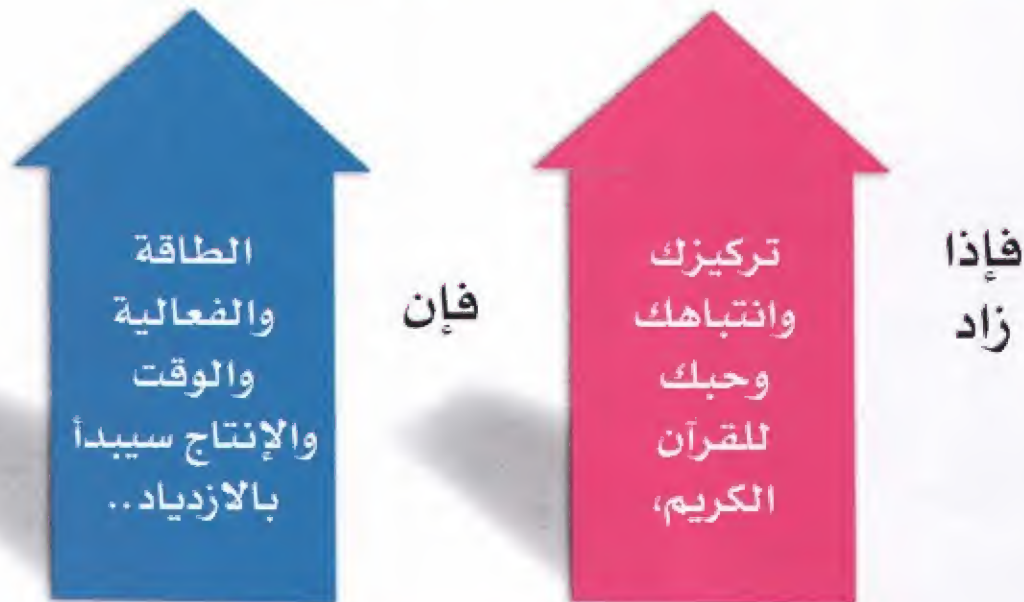 فإذا
زاد
تركيزك
وانتباهك
وحبك
للقرآن
الكريم،
فإن
الطاقة
والفعالية
والوقت
والإنتاج سيبدأ
بالازدياد..